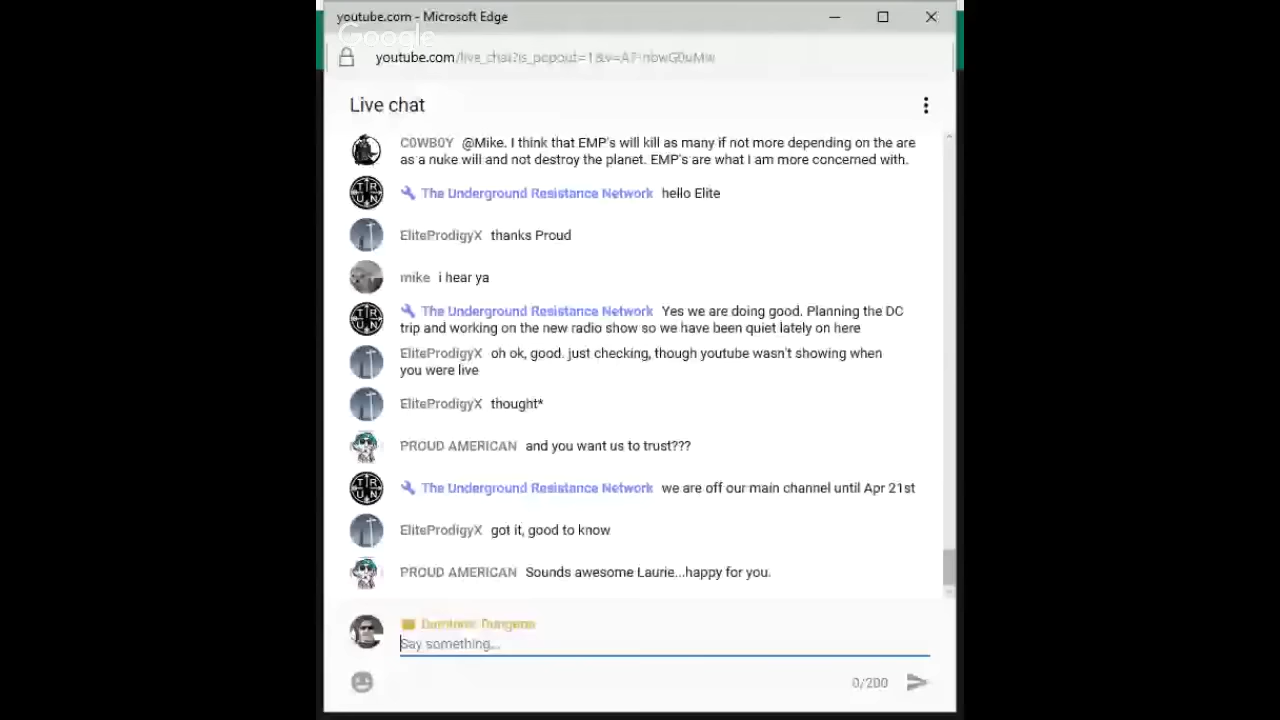 youtube.com - Microsoft Edge
Google
youtube.com/live_chat?is_popout=1&v=
Live chat
C0WB0Y @Mike. I think that EMP's will kill as many if not more depending on the are
as a nuke will and not destroy the planet. EMP's are what I am more concerned with.
The Underground Resistance Network hello Elite
EliteProdigyX thanks Proud
mike i hear ya
The Underground Resistance Network Yes we are doing good. Planning the DC
trip and working on the new radio show so we have been quiet lately on here
EliteProdigyX oh ok, good. just checking, though youtube wasn't showing when
you were live
EliteProdigyX thought*
PROUD AMERICAN and you want us to trust???
The Underground Resistance Network we are off our main channel until Apr 21st
EliteProdigyX got it, good to know
PROUD AMERICAN Sounds awesome Laurie...happy for you.
Say something...
0/200